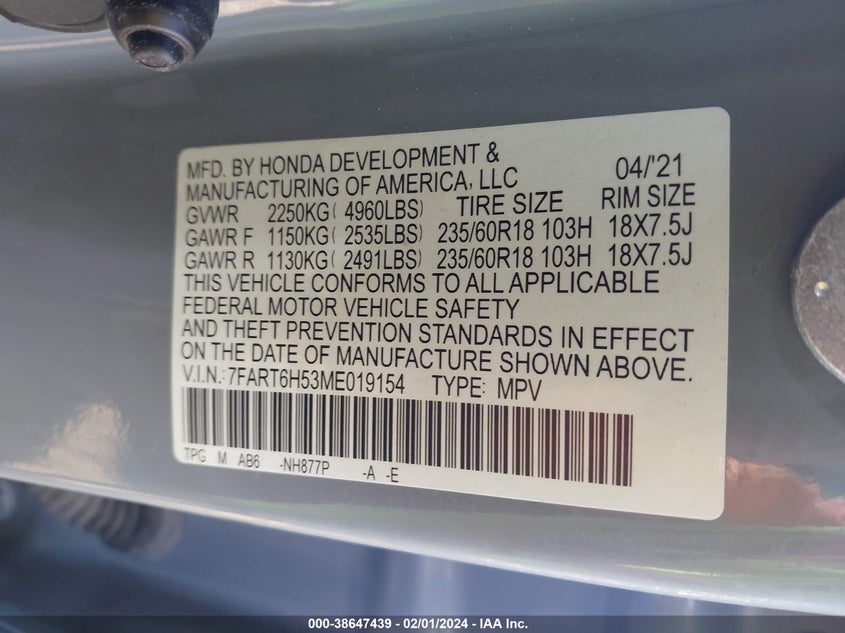 MFD. BY HONDA DEVELOPMENT & 04/'21
MANUFACTURING OF AMERICA, LLC
GVWR 2250KG( 4960LBS) TIRE SIZE RIM SIZE
GAWR F 1150KG( 2535LBS) 235/60R18 103H 18X7.5J
GAWR R 1130KG( 2491LBS) 235/60R18 103H 18X7.5J
THIS VEHICLE CONFORMS TO ALL APPLICABLE
FEDERAL MOTOR VEHICLE SAFETY
AND THEFT PREVENTION STANDARDS IN EFFECT
ON THE DATE OF MANUFACTURE SHOWN ABOVE.
V.I.N.:7FART6H53ME019154 TYPE: MPV
TPG M AB6 -NH877P -A -E
000-38647439 - 02/01/2024 - IAA Inc.